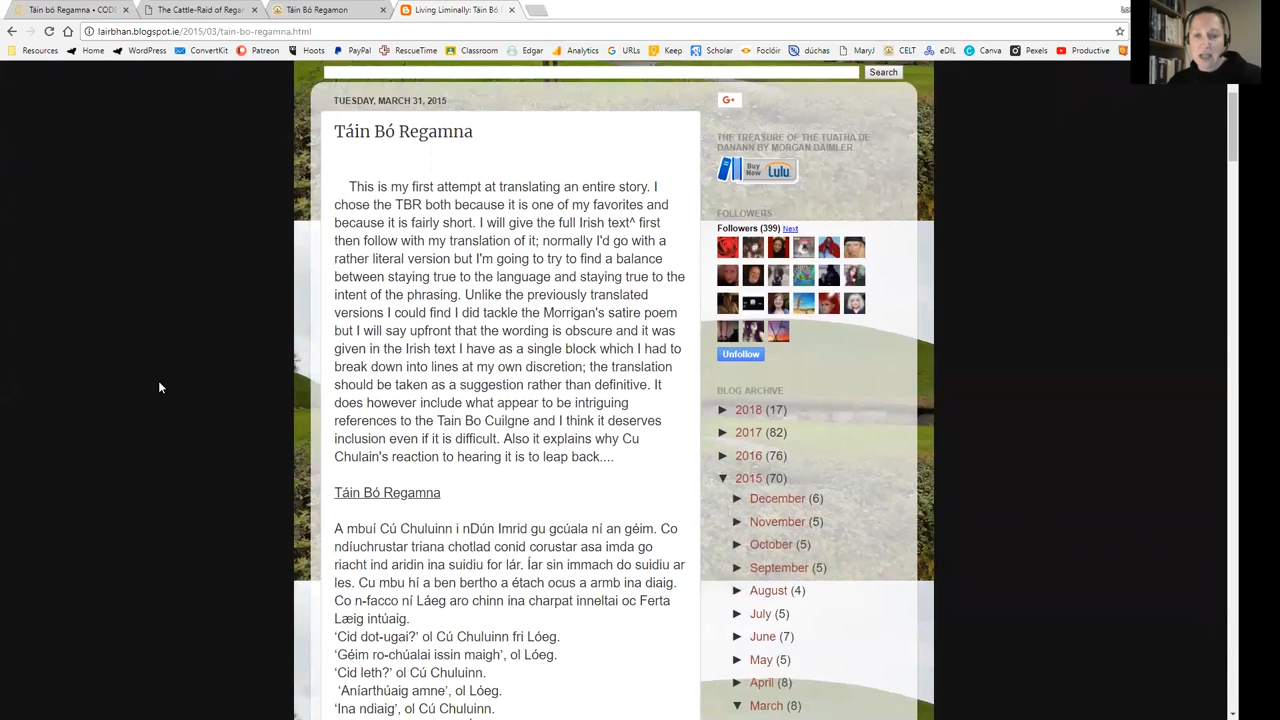 Táin bó Regamna • CODE
The Cattle-Raid of Regam
Táin Bó Regamon
Living Liminally: Táin Bó
lairbhan.blogspot.ie/2015/03/tain-bo-regamna.html
Resources Home WordPress ConvertKit Patreon Hootsuite PayPal RescueTime Classroom Edgar Analytics URLs Keep Scholar Foclóir dúchas MaryJ CELT eDIL Canva Pexels Productive
Search
TUESDAY, MARCH 31, 2015
Táin Bó Regamna
This is my first attempt at translating an entire story. I
chose the TBR both because it is one of my favorites and
because it is fairly short. I will give the full Irish text^ first
then follow with my translation of it; normally I'd go with a
rather literal version but I'm going to try to find a balance
between staying true to the language and staying true to the
intent of the phrasing. Unlike the previously translated
versions I could find I did tackle the Morrigan's satire poem
but I will say upfront that the wording is obscure and it was
given in the Irish text I have as a single block which I had to
break down into lines at my own discretion; the translation
should be taken as a suggestion rather than definitive. It
does however include what appear to be intriguing
references to the Tain Bo Cuilgne and I think it deserves
inclusion even if it is difficult. Also it explains why Cu
Chulain's reaction to hearing it is to leap back....
Táin Bó Regamna
A mbuí Cú Chuluinn i nDún Imrid gu gcúala ní an géim. Co
ndíuchrustar triana chotlad conid corustar asa imda go
riacht ind aridin ina suidiu for lár. Íar sin immach do suidiu ar
les. Cu mbu hí a ben bertho a étach ocus a armb ina diaig.
Co n-facco ní Láeg aro chinn ina charpat inneltai oc Ferta
Læig intúaig.
‘Cid dot-ugai?’ ol Cú Chuluinn fri Lóeg.
‘Géim ro-chúalai issin maigh’, ol Lóeg.
‘Cid leth?’ ol Cú Chuluinn.
‘Aníarthúaig amne’, ol Lóeg.
‘Ina ndiaig’, ol Cú Chuluinn.
G+
THE TREASURE OF THE TUATHA DE
DANANN BY MORGAN DAIMLER
Buy Now Lulu
FOLLOWERS
Followers (399) Next
Unfollow
BLOG ARCHIVE
► 2018 (17)
► 2017 (82)
► 2016 (76)
▼ 2015 (70)
► December (6)
► November (5)
► October (5)
► September (5)
► August (4)
► July (5)
► June (7)
► May (5)
► April (8)
▼ March (8)